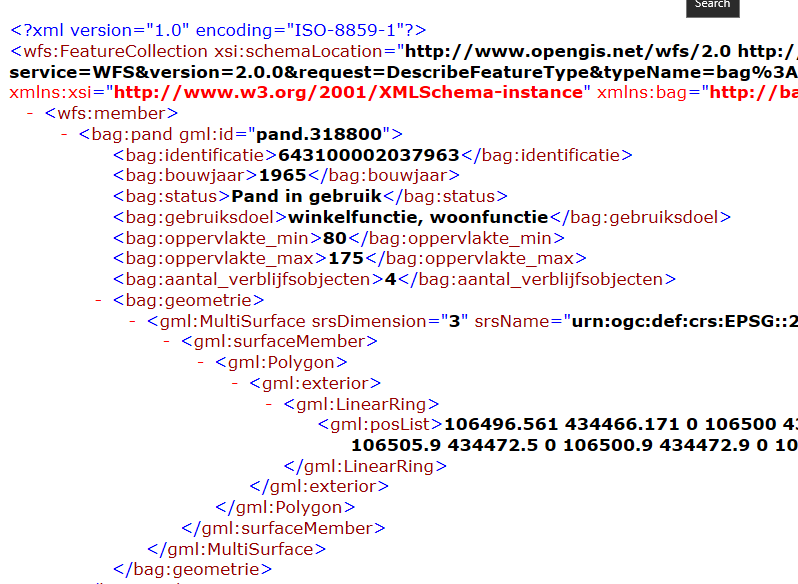 Search
<?xml version="1.0" encoding="ISO-8859-1"?>
<wfs:FeatureCollection xsi:schemaLocation="http://www.opengis.net/wfs/2.0 http:/
service=WFS&version=2.0.0&request=DescribeFeatureType&typeName=bag%3A
xmlns:xsi="http://www.w3.org/2001/XMLSchema-instance" xmlns:bag="http://ba
- <wfs:member>
- <bag:pand gml:id="pand.318800">
<bag:identificatie>643100002037963</bag:identificatie>
<bag:bouwjaar>1965</bag:bouwjaar>
<bag:status>Pand in gebruik</bag:status>
<bag:gebruiksdoel>winkelfunctie, woonfunctie</bag:gebruiksdoel>
<bag:oppervlakte_min>80</bag:oppervlakte_min>
<bag:oppervlakte_max>175</bag:oppervlakte_max>
<bag:aantal_verblijfsobjecten>4</bag:aantal_verblijfsobjecten>
- <bag:geometrie>
- <gml:MultiSurface srsDimension="3" srsName="urn:ogc:def:crs:EPSG::2
- <gml:surfaceMember>
- <gml:Polygon>
- <gml:exterior>
- <gml:LinearRing>
<gml:posList>106496.561 434466.171 0 106500 43
106505.9 434472.5 0 106500.9 434472.9 0 10
</gml:LinearRing>
</gml:exterior>
</gml:Polygon>
</gml:surfaceMember>
</gml:MultiSurface>
</bag:geometrie>